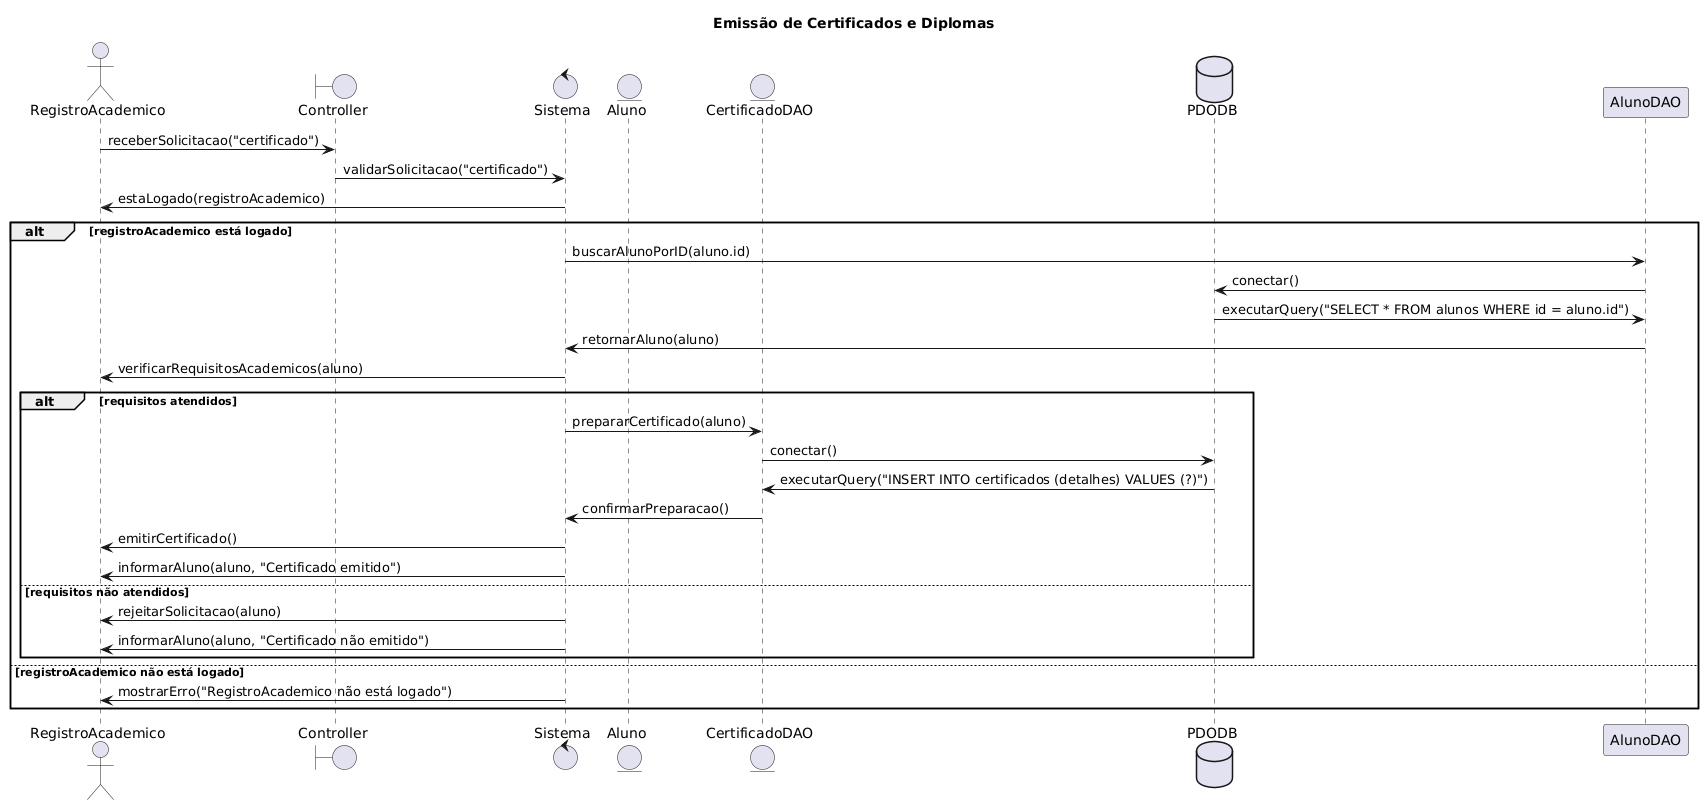 Emissão de Certificados e Diplomas
RegistroAcademico Controller Sistema Aluno CertificadoDAO PDODB AlunoDAO
receberSolicitacao("certificado")
validarSolicitacao("certificado")
estaLogado(registroAcademico)
alt [registroAcademico está logado]
buscarAlunoPorID(aluno.id)
conectar()
executarQuery("SELECT * FROM alunos WHERE id = aluno.id")
retornarAluno(aluno)
verificarRequisitosAcademicos(aluno)
alt [requisitos atendidos]
prepararCertificado(aluno)
conectar()
executarQuery("INSERT INTO certificados (detalhes) VALUES (?)")
confirmarPreparacao()
emitirCertificado()
informarAluno(aluno, "Certificado emitido")
[requisitos não atendidos]
rejeitarSolicitacao(aluno)
informarAluno(aluno, "Certificado não emitido")
[registroAcademico não está logado]
mostrarErro("RegistroAcademico não está logado")
RegistroAcademico Controller Sistema Aluno CertificadoDAO PDODB AlunoDAO